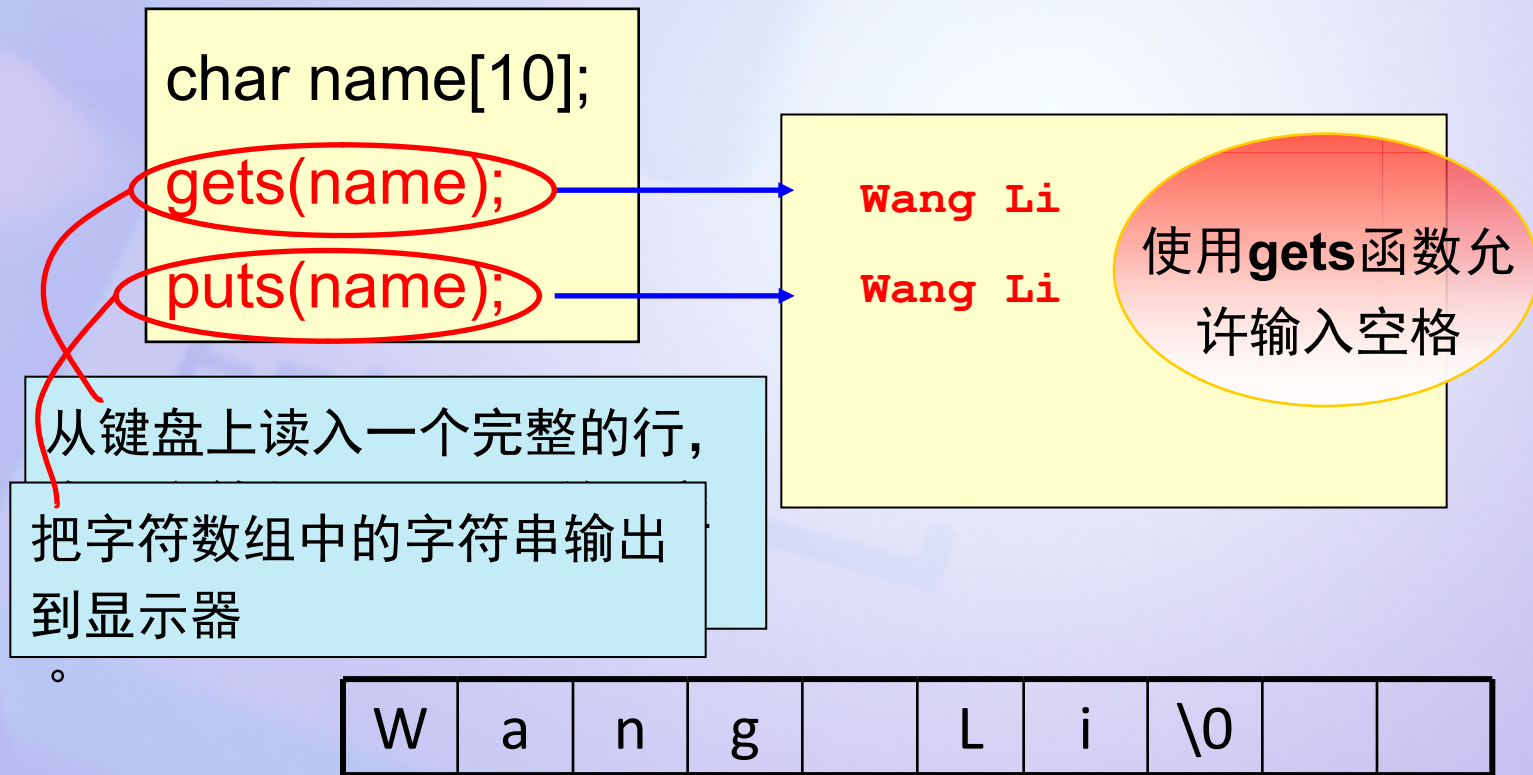 char name[10];
gets(name);
puts(name);
Wang Li
Wang Li
使用gets函数允
许输入空格
从键盘上读入一个完整的行，
把字符数组中的字符串输出
到显示器
。
W a n g L i \0